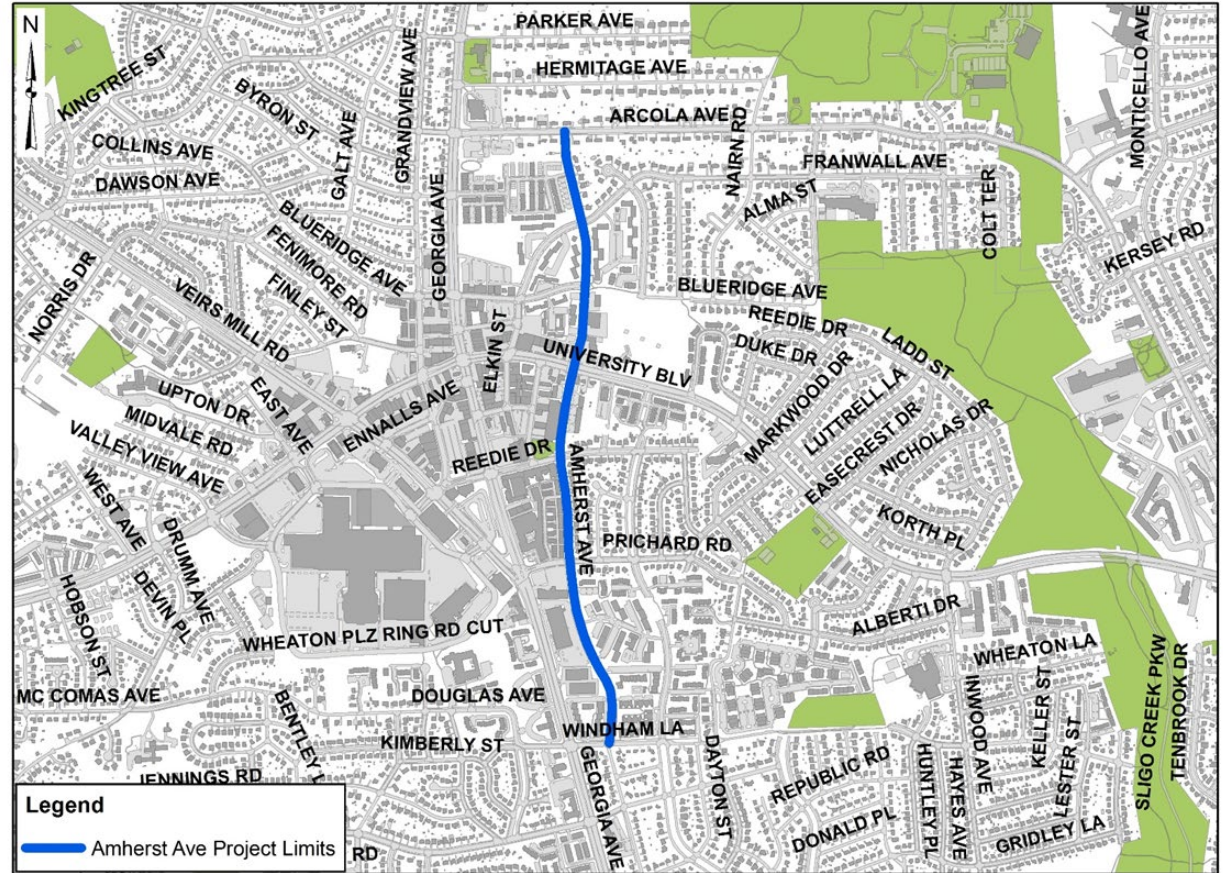 N
PARKER AVE
HERMITAGE AVE
ARCOLA AVE
KINGTREE ST
BYRON ST
GALT AVE
GRANDVIEW AVE
COLLINS AVE
DAWSON AVE
GEORGIA AVE
NAIRN RD
FRANWALL AVE
ALMA ST
COLT TER
MONTICELLO AVE
KERSEY RD
BLUERIDGE AVE
FENIMORE RD
FINLEY ST
NORRIS DR
VEIRS MILL RD
BLUERIDGE AVE
REEDIE DR
LADD ST
DUKE DR
ELKIN ST
UNIVERSITY BLV
MARKWOOD DR
LUTTRELL LA
EASECREST DR
NICHOLAS DR
UPTON DR
EAST AVE
ENNALLS AVE
MIDVALE RD
VALLEY VIEW AVE
REEDIE DR
AMHERST AVE
WEST AVE
DRUMM AVE
DEVIN PL
HOBSON ST
PRICHARD RD
KORTH PL
WHEATON PLZ RING RD CUT
ALBERTI DR
WHEATON LA
MC COMAS AVE
DOUGLAS AVE
BENTLEY L
KIMBERLY ST
WINDHAM LA
INWOOD AVE
KELLER ST
LESTER ST
SLIGO CREEK PKW
TENBROOK DR
JENNINGS RD
GEORGIA AVE
DAYTON ST
REPUBLIC RD
HUNTLEY PL
HAYES AVE
DONALD PL
GRIDLEY LA
RD
Legend
Amherst Ave Project Limits